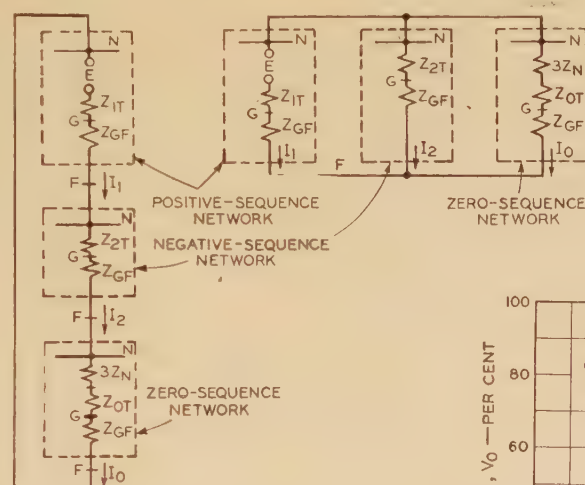 N
E
Z1T
G
ZGF
F
I1
POSITIVE-SEQUENCE
NETWORK
N
Z2T
G
ZGF
NEGATIVE-SEQUENCE
NETWORK
F
I2
N
3ZN
Z0T
G
ZGF
ZERO-SEQUENCE
NETWORK
F
I0
N
E
Z1T
G
ZGF
I1
F
N
Z2T
G
ZGF
I2
N
3ZN
Z0T
G
ZGF
I0
ZERO-SEQUENCE
NETWORK
100
80
60
, V0—PER CENT